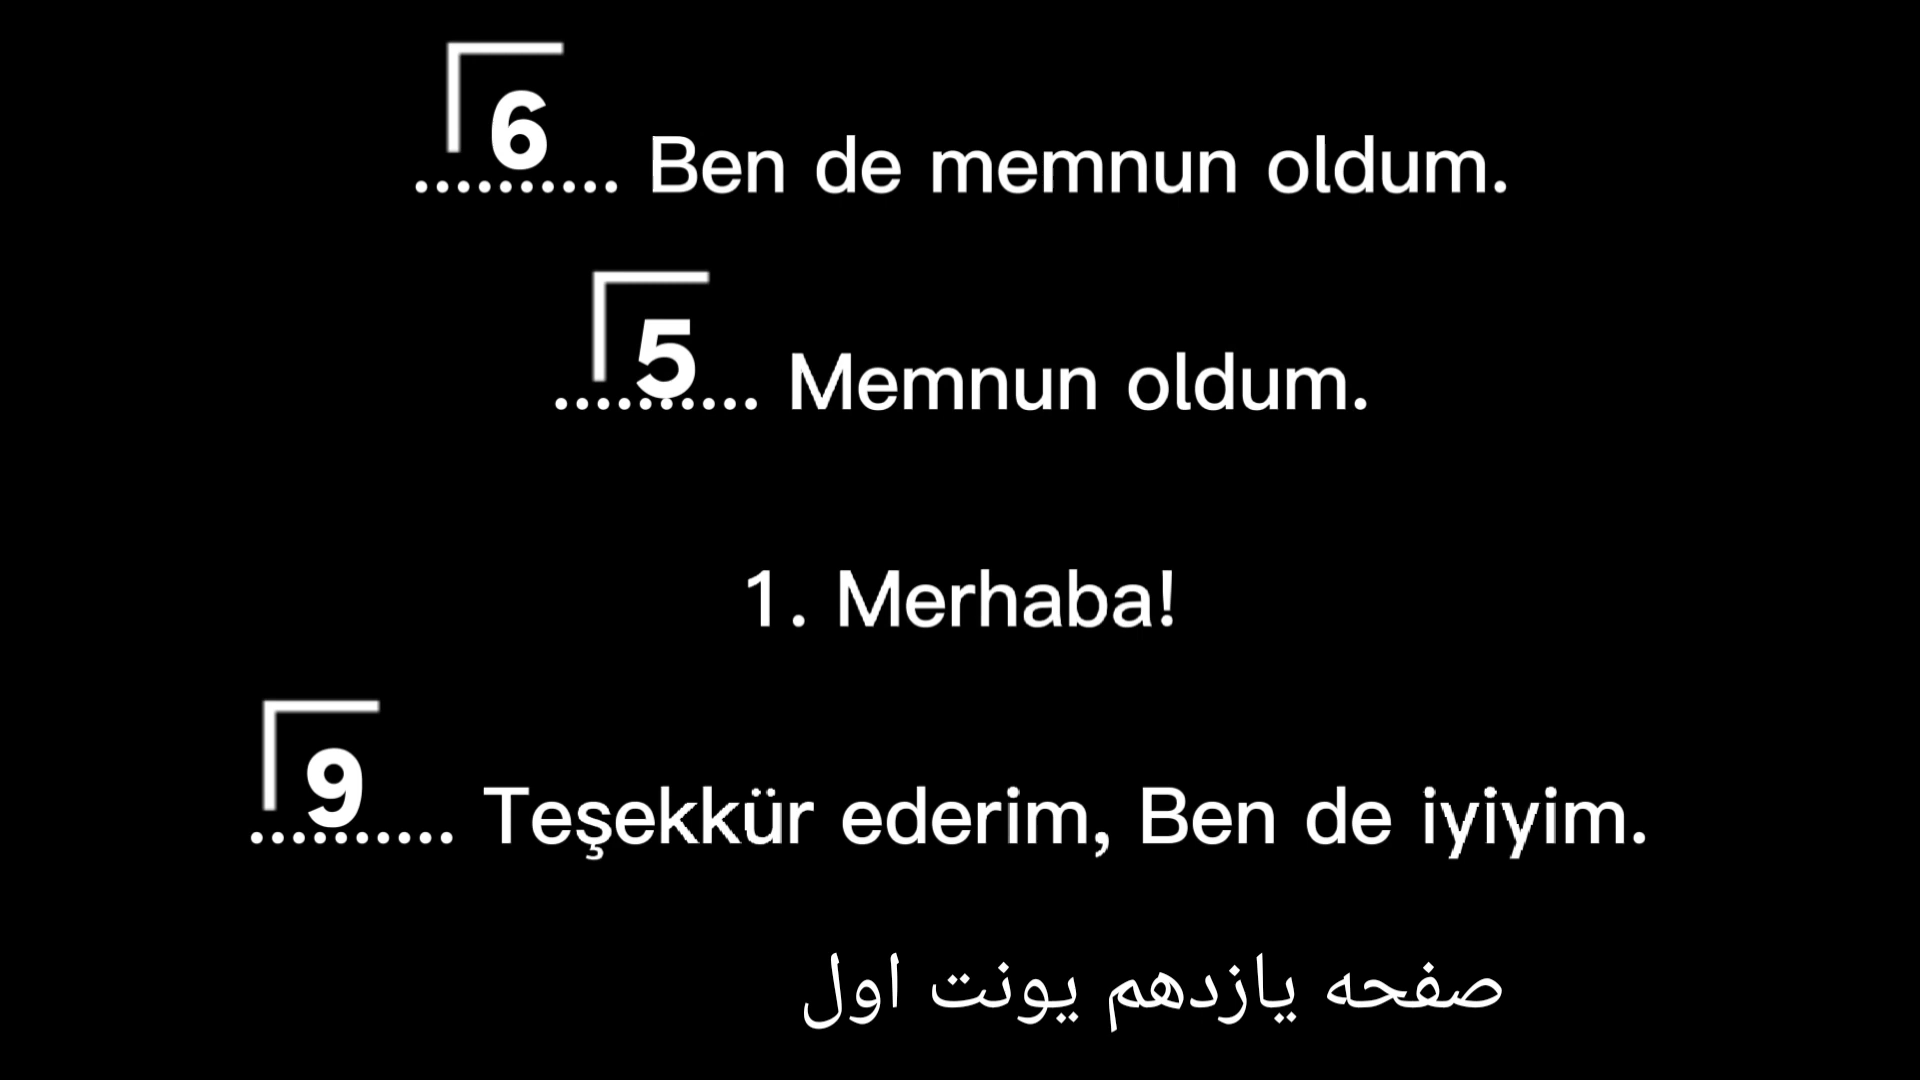 6 .......... Ben de memnun oldum.
5 .......... Memnun oldum.
1. Merhaba!
9 .......... Teşekkür ederim, Ben de iyiyim.
صفحه یازدهم یونت اول